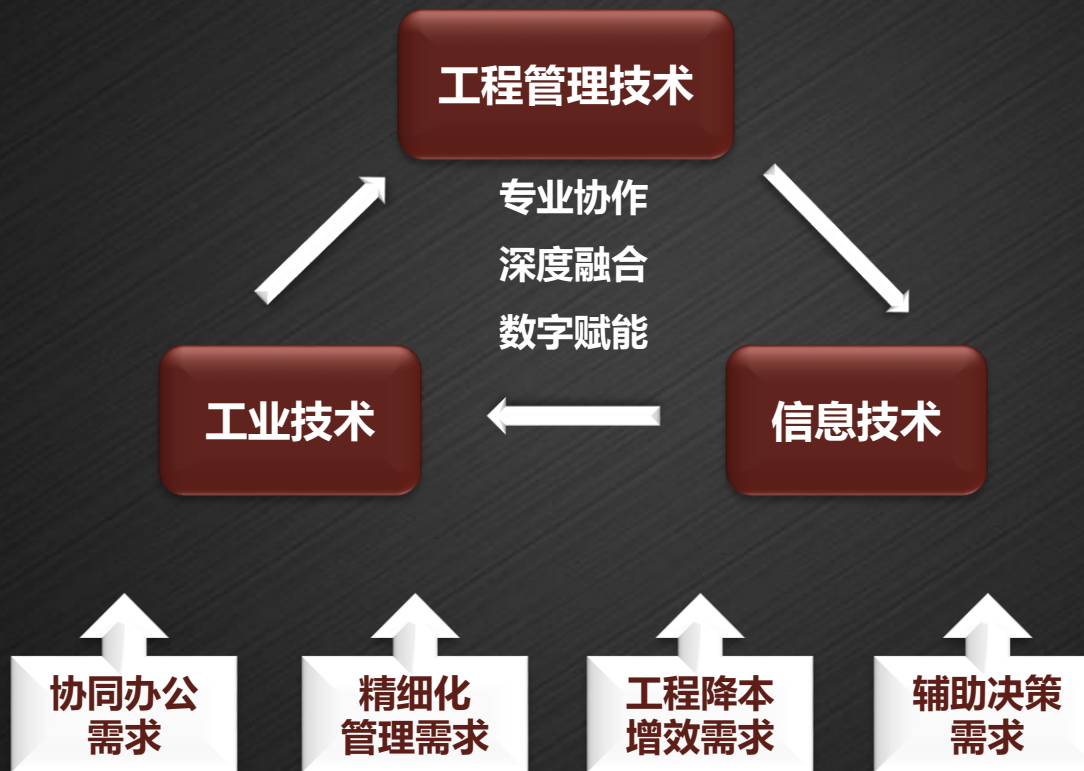 工程管理技术
专业协作
深度融合
数字赋能
工业技术
信息技术
协同办公
需求
精细化
管理需求
工程降本
增效需求
辅助决策
需求